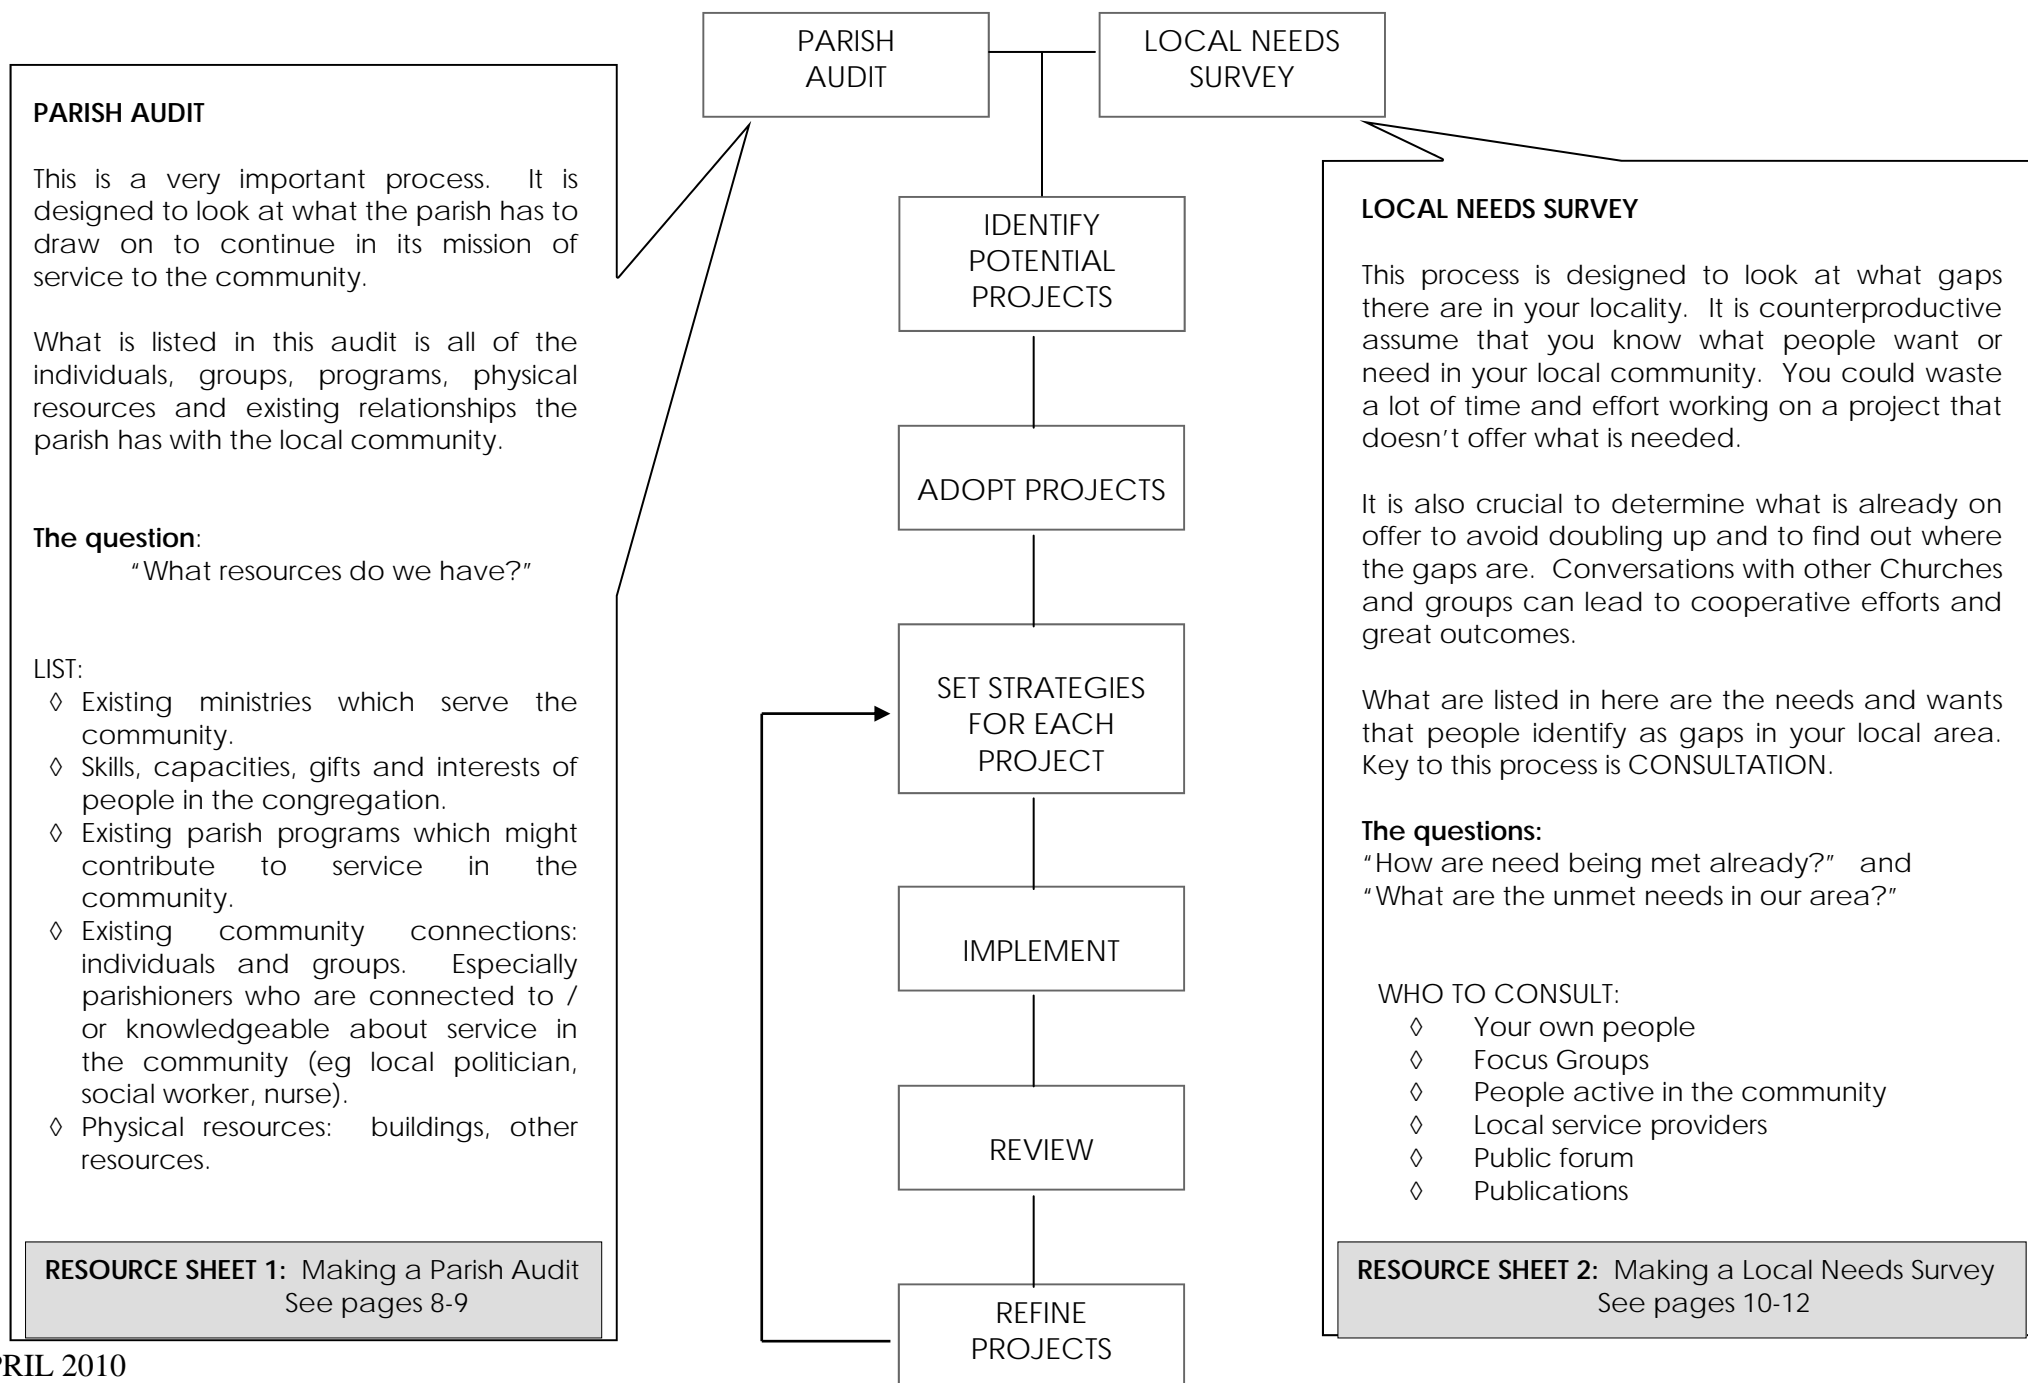 PARISH
AUDIT
LOCAL NEEDS
SURVEY
PARISH AUDIT
This is a very important process. It is
designed to look at what the parish has to
draw on to continue in its mission of
service to the community.
What is listed in this audit is all of the
individuals, groups, programs, physical
resources and existing relationships the
parish has with the local community.
The question:
“What resources do we have?”
LIST:
◊ Existing ministries which serve the
community.
◊ Skills, capacities, gifts and interests of
people in the congregation.
◊ Existing parish programs which might
contribute to service in the
community.
◊ Existing community connections:
individuals and groups. Especially
parishioners who are connected to /
or knowledgeable about service in
the community (eg local politician,
social worker, nurse).
◊ Physical resources: buildings, other
resources.
RESOURCE SHEET 1: Making a Parish Audit
See pages 8-9
IDENTIFY
POTENTIAL
PROJECTS
ADOPT PROJECTS
SET STRATEGIES
FOR EACH
PROJECT
IMPLEMENT
REVIEW
REFINE
PROJECTS
LOCAL NEEDS SURVEY
This process is designed to look at what gaps
there are in your locality. It is counterproductive
assume that you know what people want or
need in your local community. You could waste
a lot of time and effort working on a project that
doesn’t offer what is needed.
It is also crucial to determine what is already on
offer to avoid doubling up and to find out where
the gaps are. Conversations with other Churches
and groups can lead to cooperative efforts and
great outcomes.
What are listed in here are the needs and wants
that people identify as gaps in your local area.
Key to this process is CONSULTATION.
The questions:
“How are need being met already?” and
“What are the unmet needs in our area?”
WHO TO CONSULT:
◊ Your own people
◊ Focus Groups
◊ People active in the community
◊ Local service providers
◊ Public forum
◊ Publications
RESOURCE SHEET 2: Making a Local Needs Survey
See pages 10-12
PRIL 2010